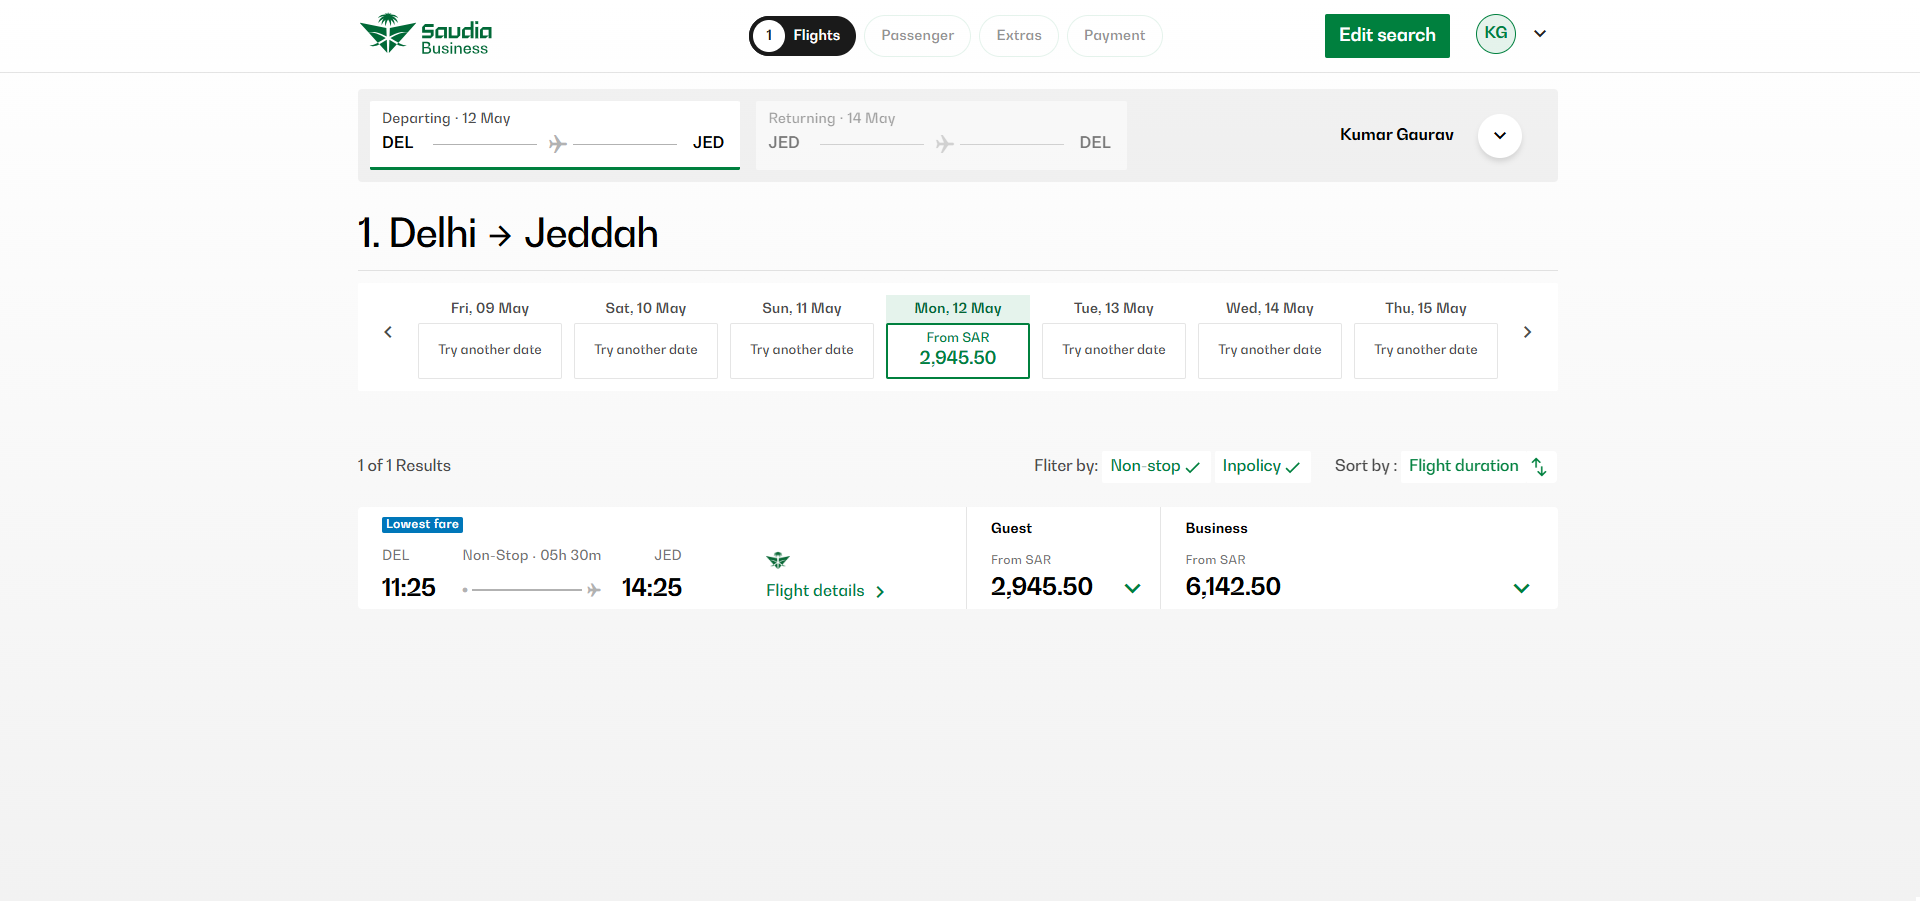 Saudia
Business
1 Flights
Passenger
Extras
Payment
Edit search
KG
Departing · 12 May
DEL JED
Returning · 14 May
JED DEL
Kumar Gaurav
1. Delhi → Jeddah
Fri, 09 May
Try another date
Sat, 10 May
Try another date
Sun, 11 May
Try another date
Mon, 12 May
From SAR
2,945.50
Tue, 13 May
Try another date
Wed, 14 May
Try another date
Thu, 15 May
Try another date
1 of 1 Results
Fliter by: Non-stop Inpolicy Sort by : Flight duration
Lowest fare
DEL Non-Stop · 05h 30m JED
11:25 14:25
Flight details
Guest
From SAR
2,945.50
Business
From SAR
6,142.50